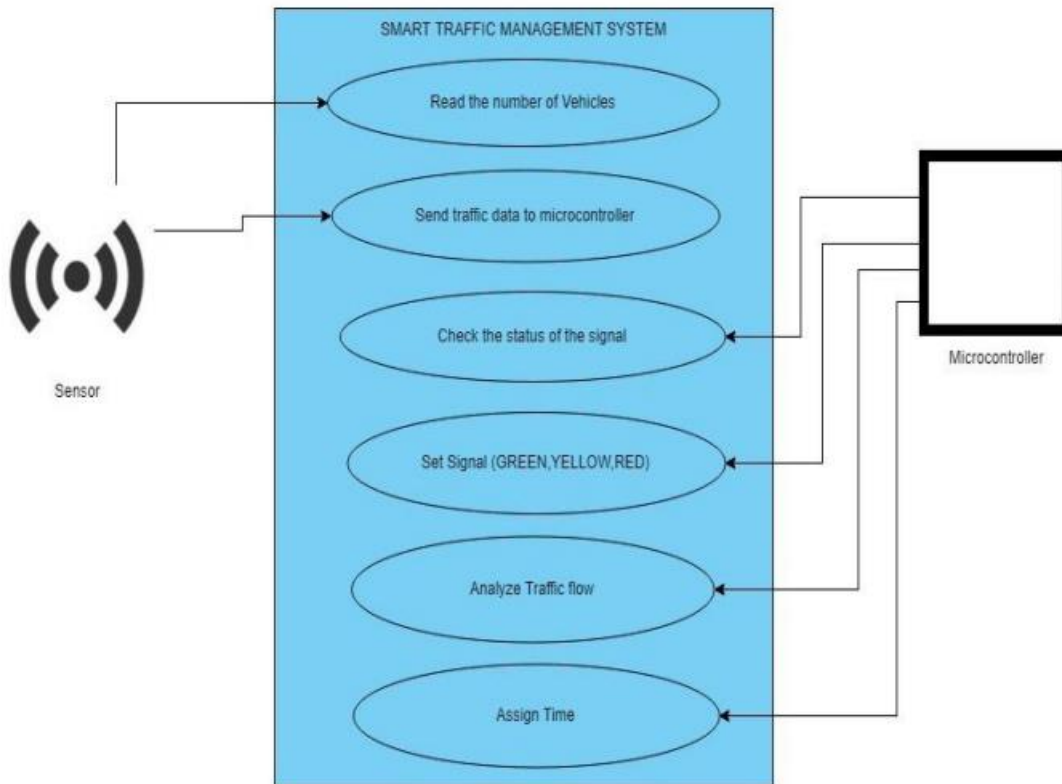 SMART TRAFFIC MANAGEMENT SYSTEM
Read the number of Vehicles
Send traffic data to microcontroller
Check the status of the signal
Microcontroller
Sensor
Set Signal (GREEN,YELLOW,RED)
Analyze Traffic flow
Assign Time